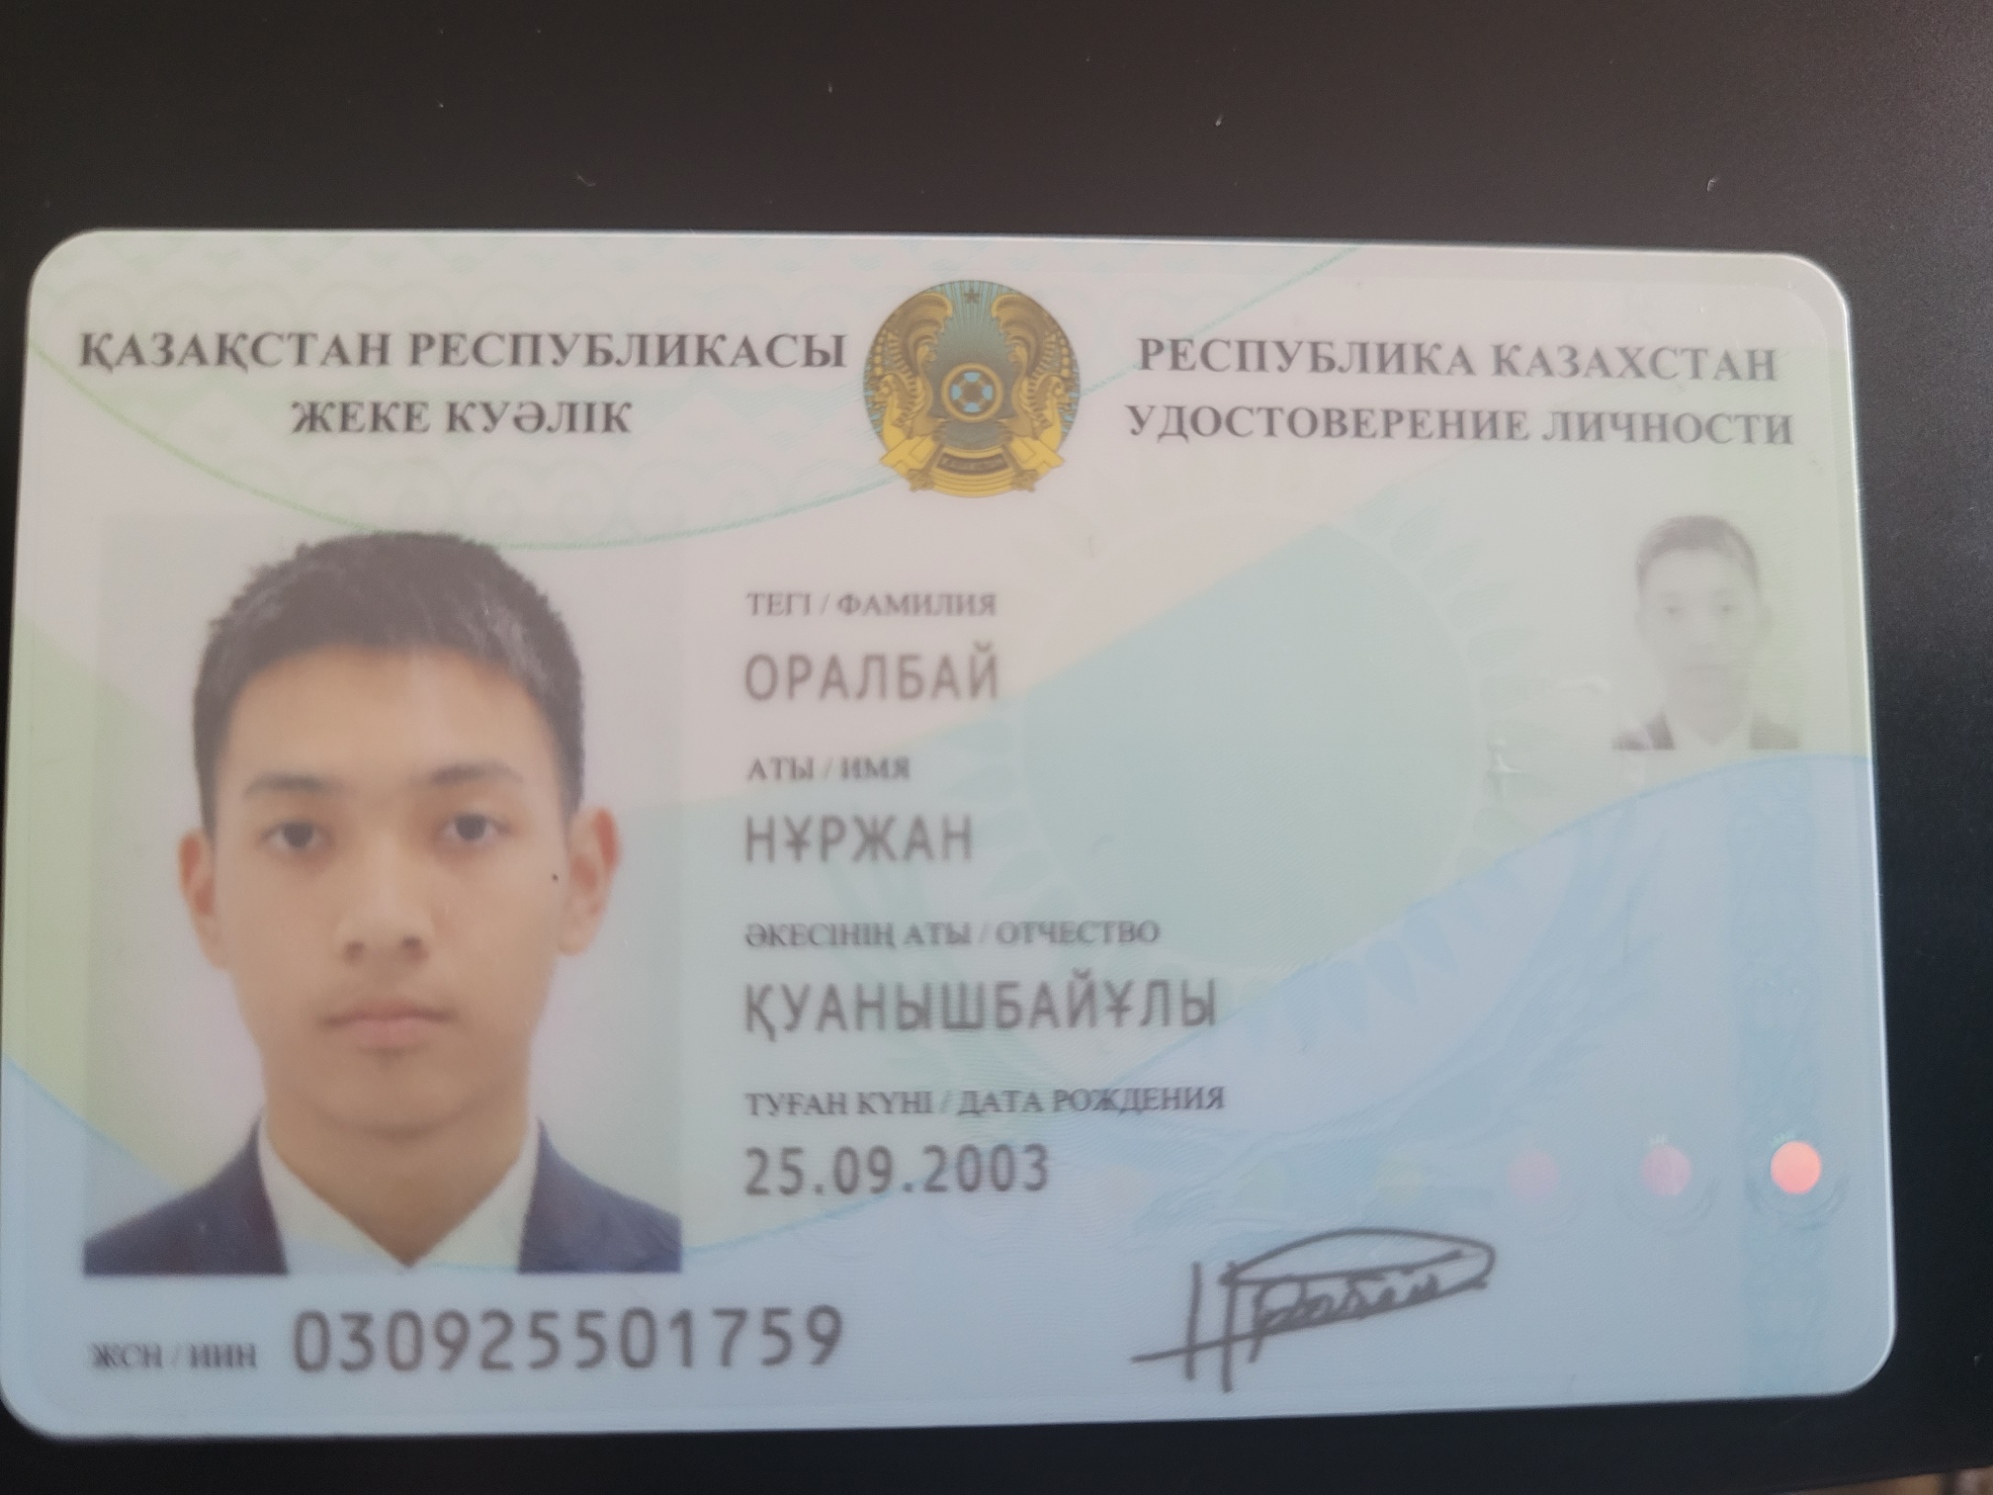 ҚАЗАҚСТАН РЕСПУБЛИКАСЫ
ЖЕКЕ КУӘЛІК
РЕСПУБЛИКА КАЗАХСТАН
УДОСТОВЕРЕНИЕ ЛИЧНОСТИ
ТЕГІ / ФАМИЛИЯ
ОРАЛБАЙ
АТЫ / ИМЯ
НҰРЖАН
ӘКЕСІНІҢ АТЫ / ОТЧЕСТВО
ҚУАНЫШБАЙҰЛЫ
ТУҒАН КҮНІ / ДАТА РОЖДЕНИЯ
25.09.2003
ЖСН / ИИН 030925501759